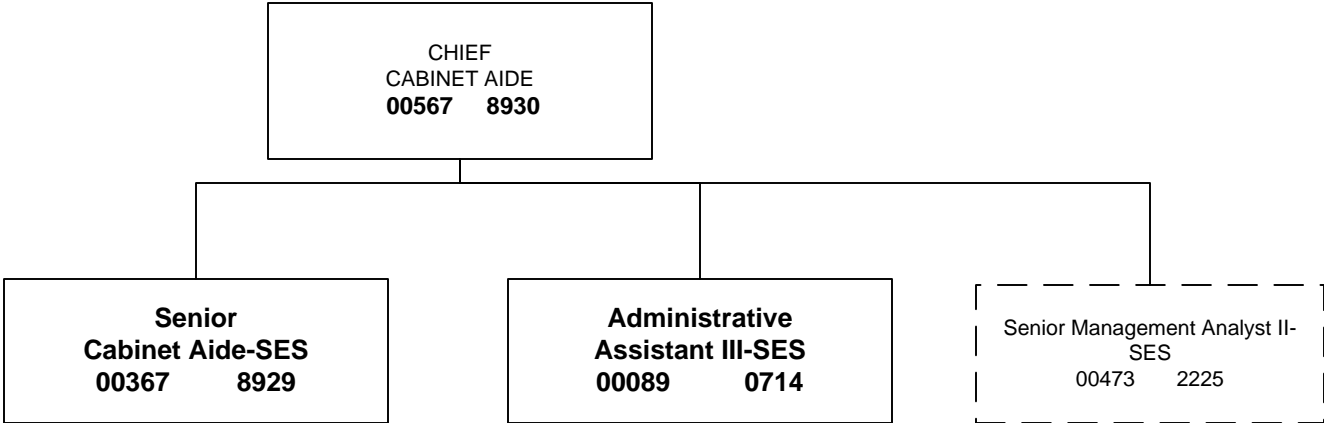 CHIEF
CABINET AIDE
00567 8930
Senior
Cabinet Aide-SES
00367 8929
Administrative
Assistant III-SES
00089 0714
Senior Management Analyst II-
SES
00473 2225